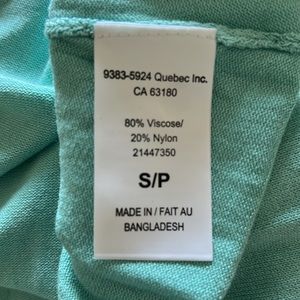 9383-5924 Quebec Inc.
CA 63180
80% Viscose/
20% Nylon
21447350
S/P
MADE IN / FAIT AU
BANGLADESH